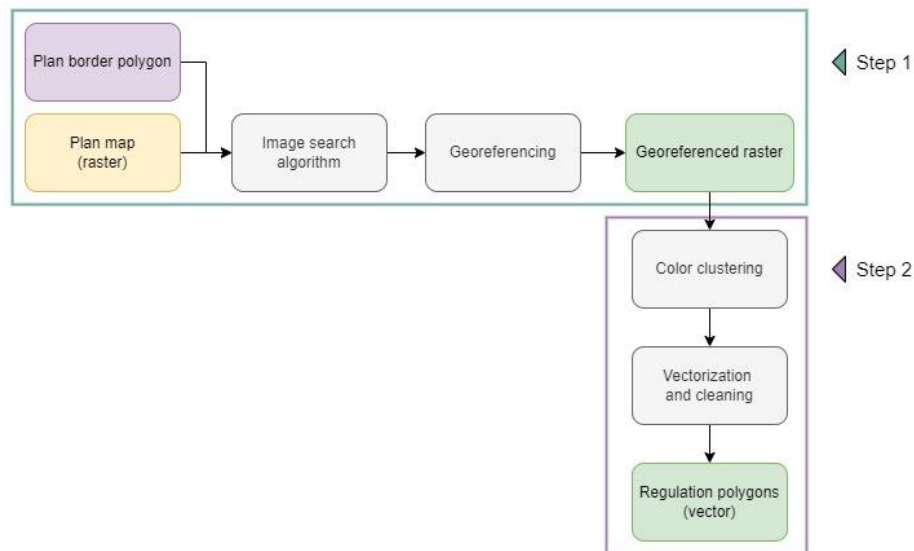 Plan border polygon
Step 1
Plan map
(raster)
Image search
algorithm
Georeferencing
Georeferenced raster
Color clustering
Step 2
Vectorization
and cleaning
Regulation polygons
(vector)